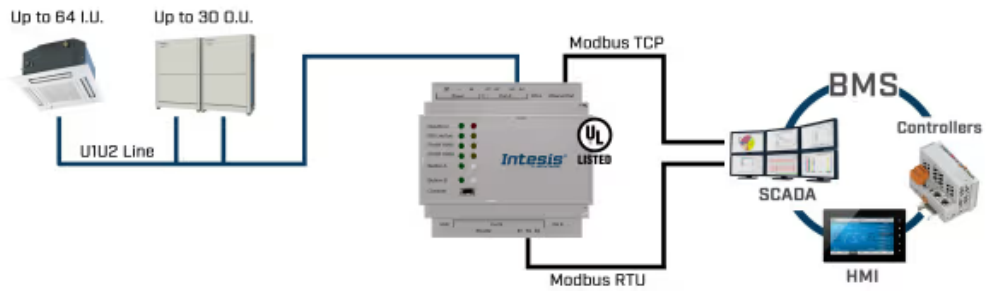 Up to 64 I.U.
Up to 30 O.U.
Modbus TCP
BMS
Controllers
U1U2 Line
Intesis
UL
LISTED
SCADA
HMI
Modbus RTU